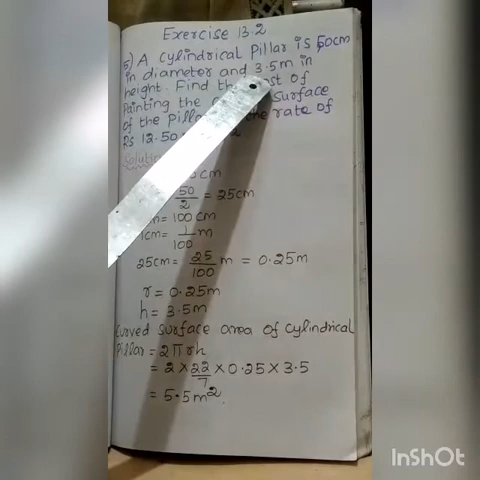 Exercise 13.2
5) A cylindrical Pillar is 50cm
in diameter and 3.5m in
height. Find the of
Painting the Surface
of the Pillar the rate of
Rs 12.50
Solution
cm
50/2 = 25cm
= 100cm
1cm = 1/100 m
25cm = 25/100 m = 0.25m
r = 0.25m
h = 3.5m
Curved surface area of cylindrical
Pillar = 2πrh
= 2 × 22/7 × 0.25 × 3.5
= 5.5m²
InShOt